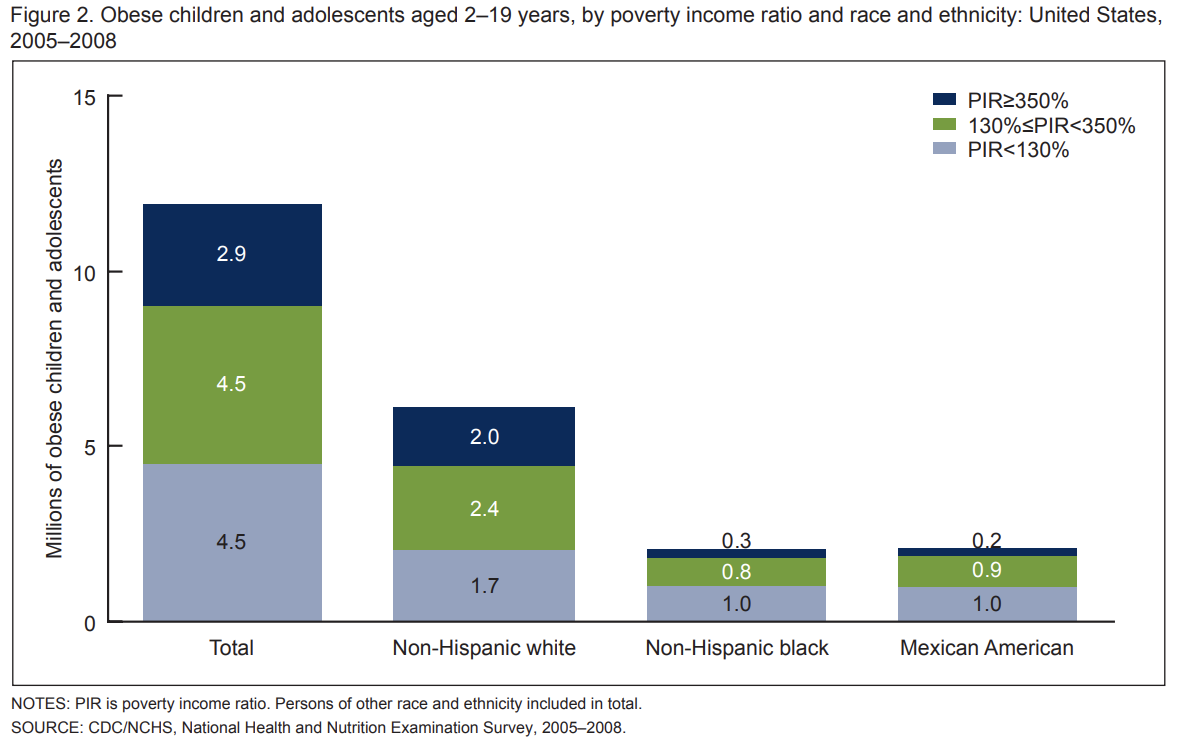 Figure 2. Obese children and adolescents aged 2–19 years, by poverty income ratio and race and ethnicity: United States,
2005–2008
15
10
5
0
Millions of obese children and adolescents
PIR≥350%
130%≤PIR<350%
PIR<130%
2.9
4.5
4.5
2.0
2.4
1.7
0.3
0.8
1.0
0.2
0.9
1.0
Total
Non-Hispanic white
Non-Hispanic black
Mexican American
NOTES: PIR is poverty income ratio. Persons of other race and ethnicity included in total.
SOURCE: CDC/NCHS, National Health and Nutrition Examination Survey, 2005–2008.